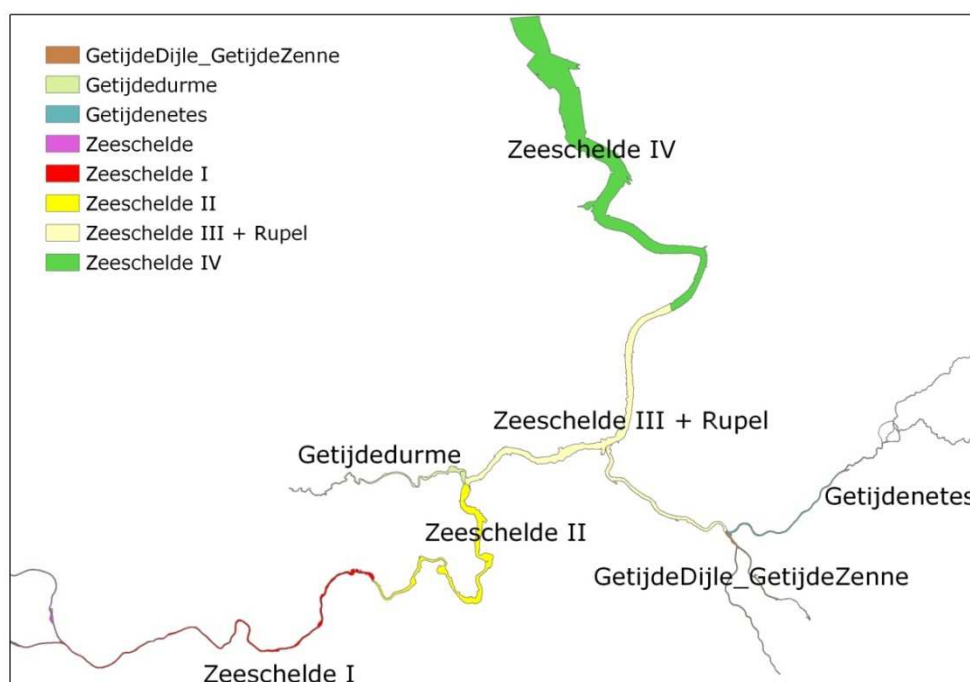 GetijdeDijle_GetijdeZenne
Getijdedurme
Getijdenetes
Zeeschelde
Zeeschelde I
Zeeschelde II
Zeeschelde III + Rupel
Zeeschelde IV
Zeeschelde IV
Zeeschelde III + Rupel
Getijdedurme
Getijdenetes
Zeeschelde II
GetijdeDijle_GetijdeZenne
Zeeschelde I